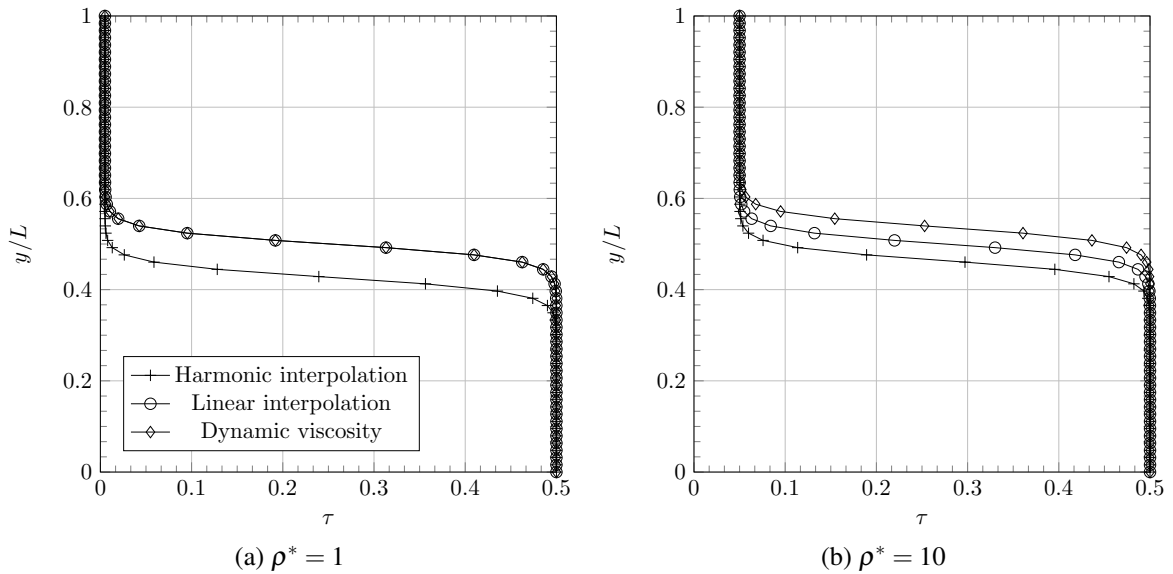 1
0.8
0.6
0.4
0.2
0
y/L
0 0.1 0.2 0.3 0.4 0.5
τ
Harmonic interpolation
Linear interpolation
Dynamic viscosity
(a) ρ* = 1
1
0.8
0.6
0.4
0.2
0
y/L
0 0.1 0.2 0.3 0.4 0.5
τ
(b) ρ* = 10